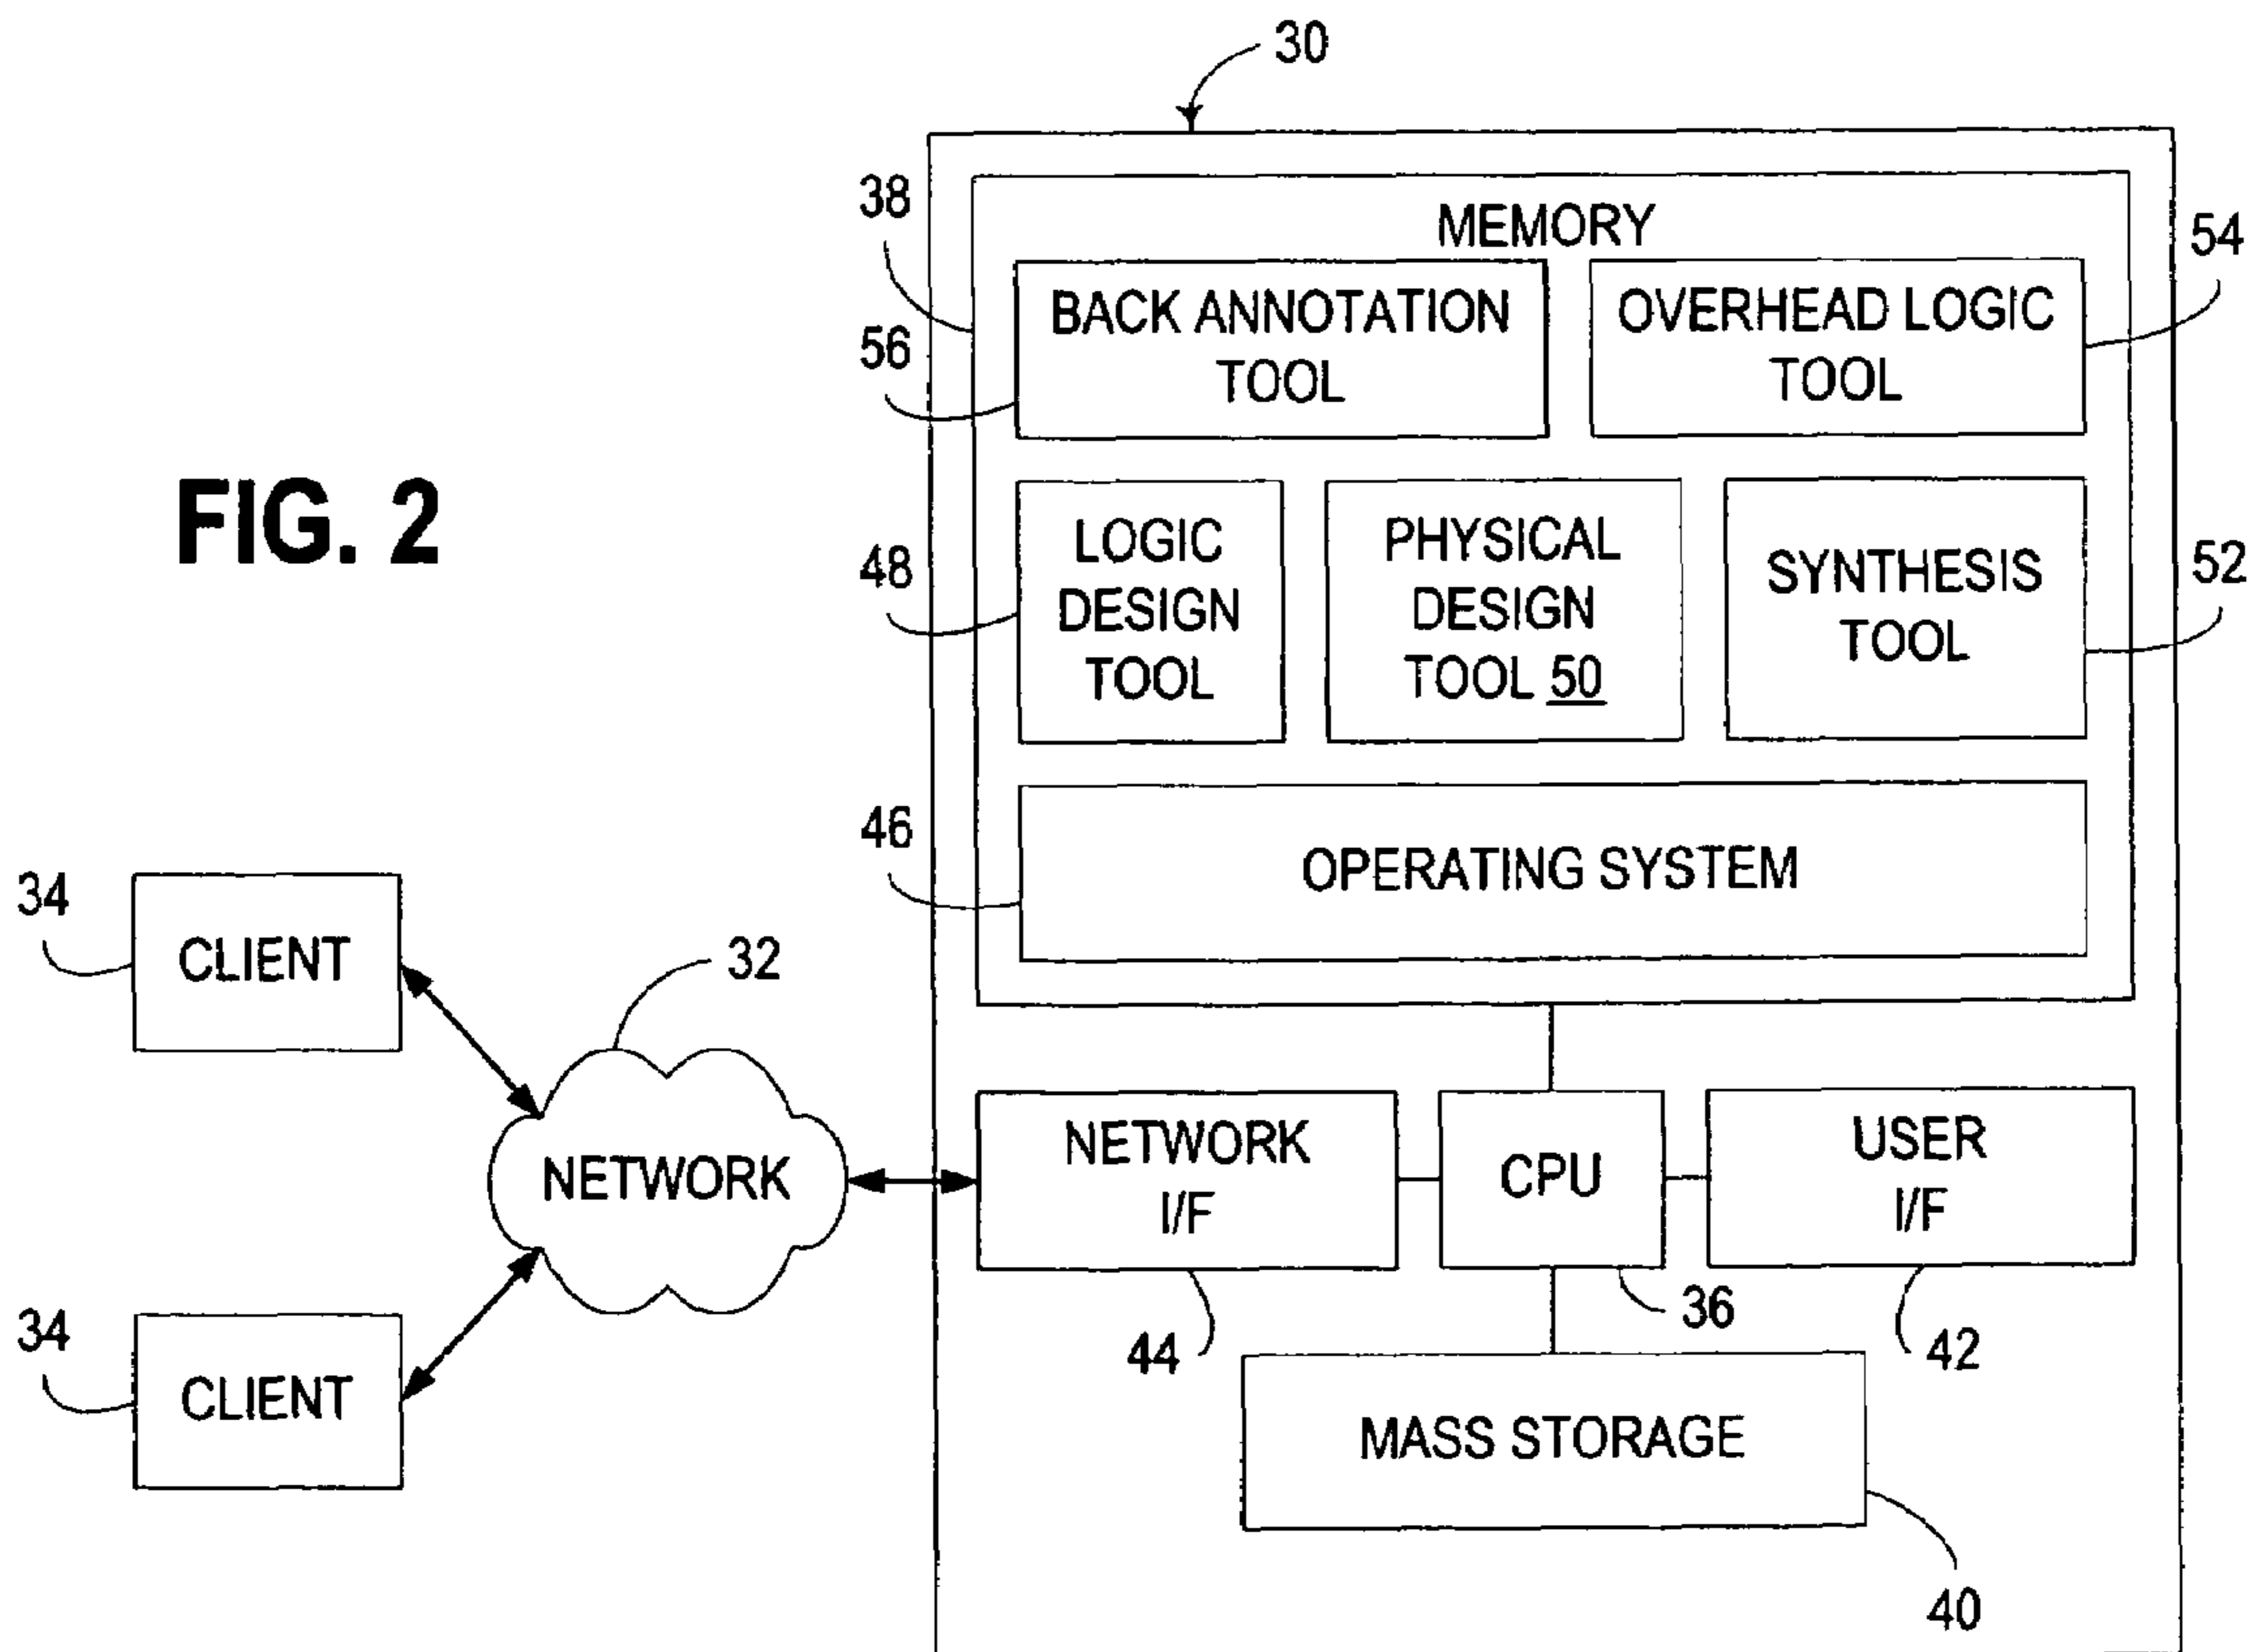 30
38
MEMORY
54
BACK ANNOTATION
TOOL
OVERHEAD LOGIC
TOOL
56
FIG. 2
48
LOGIC
DESIGN
TOOL
PHYSICAL
DESIGN
TOOL 50
SYNTHESIS
TOOL
52
46
OPERATING SYSTEM
34
CLIENT
32
NETWORK
NETWORK
I/F
CPU
USER
I/F
34
CLIENT
44
36
42
MASS STORAGE
40